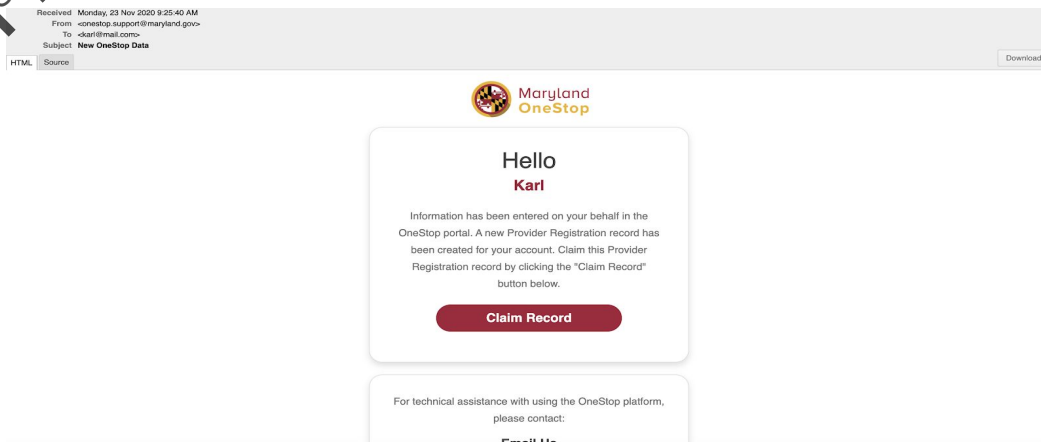 Received Monday, 23 Nov 2020 9:25:40 AM
From <onestop.support@maryland.gov>
To <karl@mail.com>
Subject New OneStop Data
HTML Source
Download
Maryland
OneStop
Hello
Karl
Information has been entered on your behalf in the
OneStop portal. A new Provider Registration record has
been created for your account. Claim this Provider
Registration record by clicking the "Claim Record"
button below.
Claim Record
For technical assistance with using the OneStop platform,
please contact:
Email Us